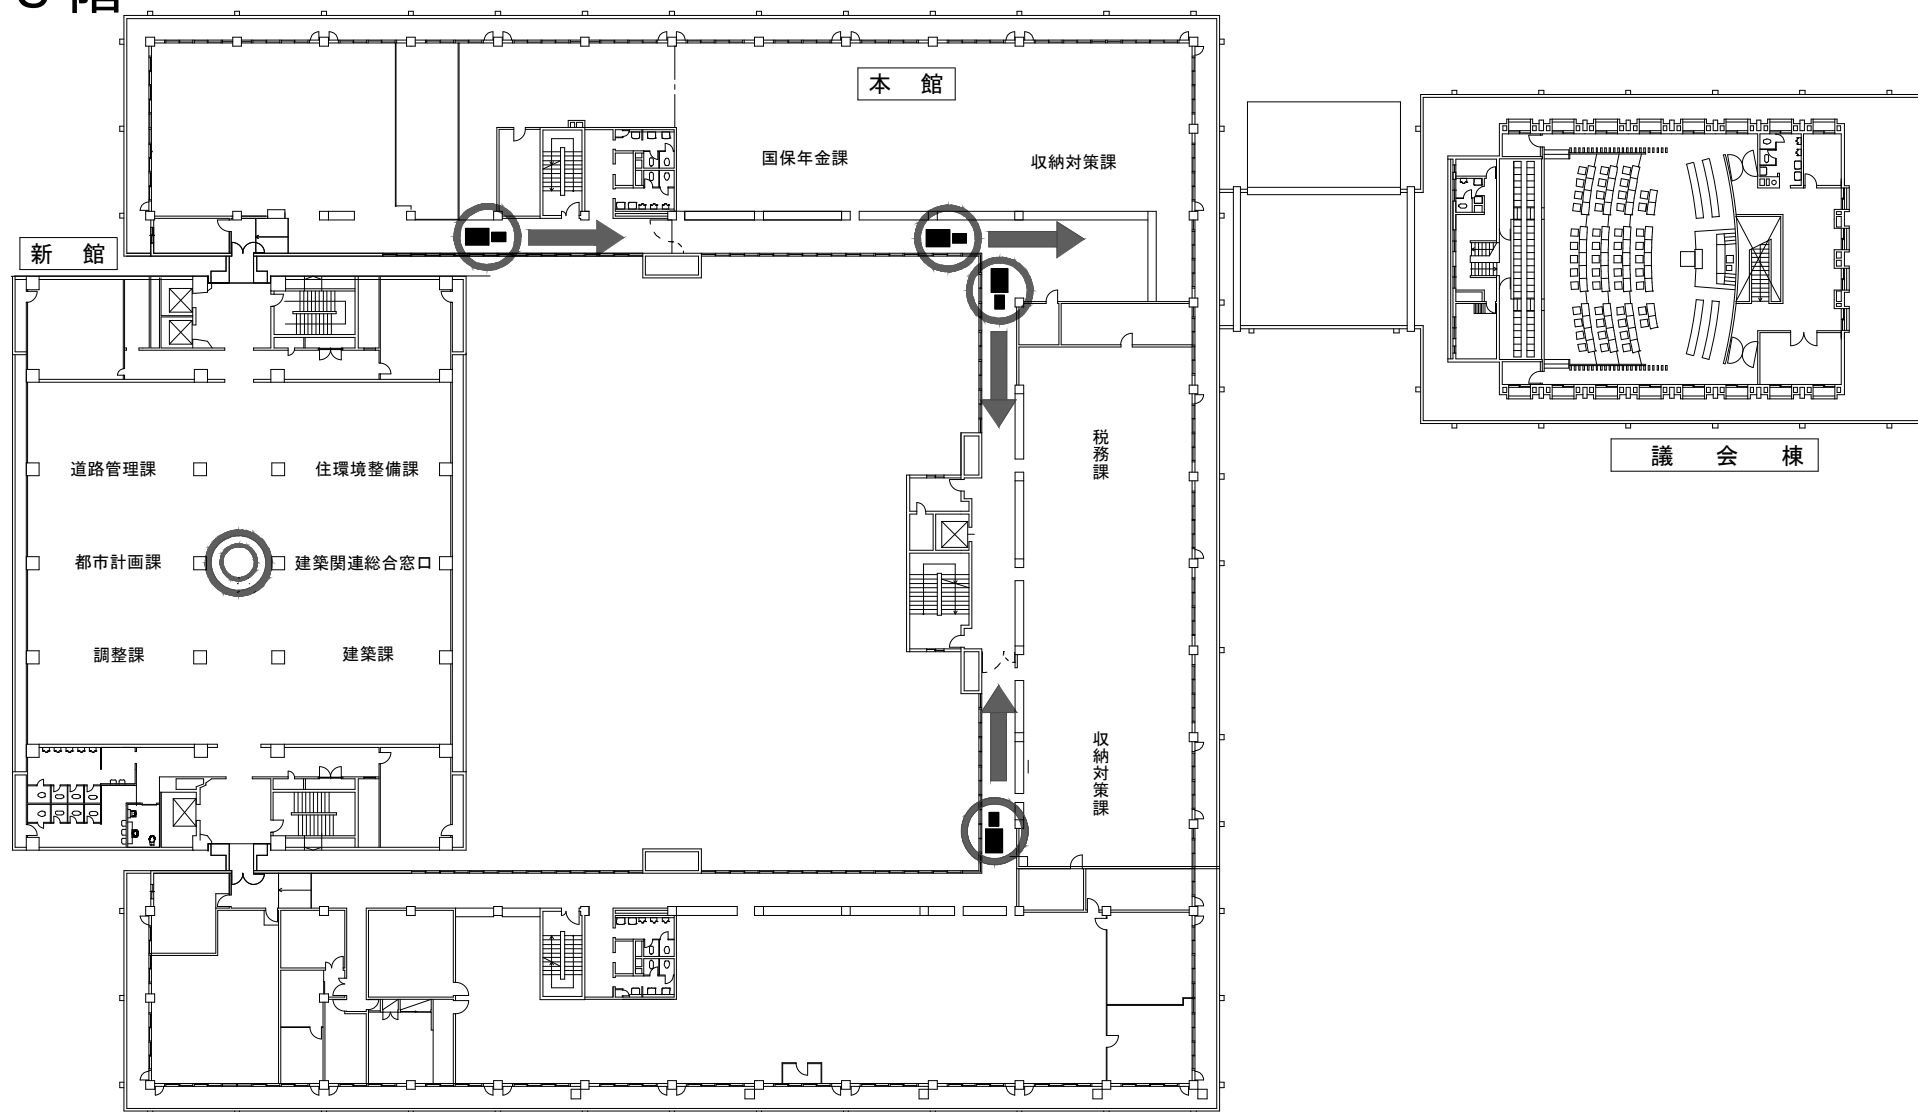 階
本　館
国保年金課
収納対策課
新　館
税務課
議　会　棟
道路管理課
住環境整備課
都市計画課
建築関連総合窓口
調整課
建築課
収納対策課